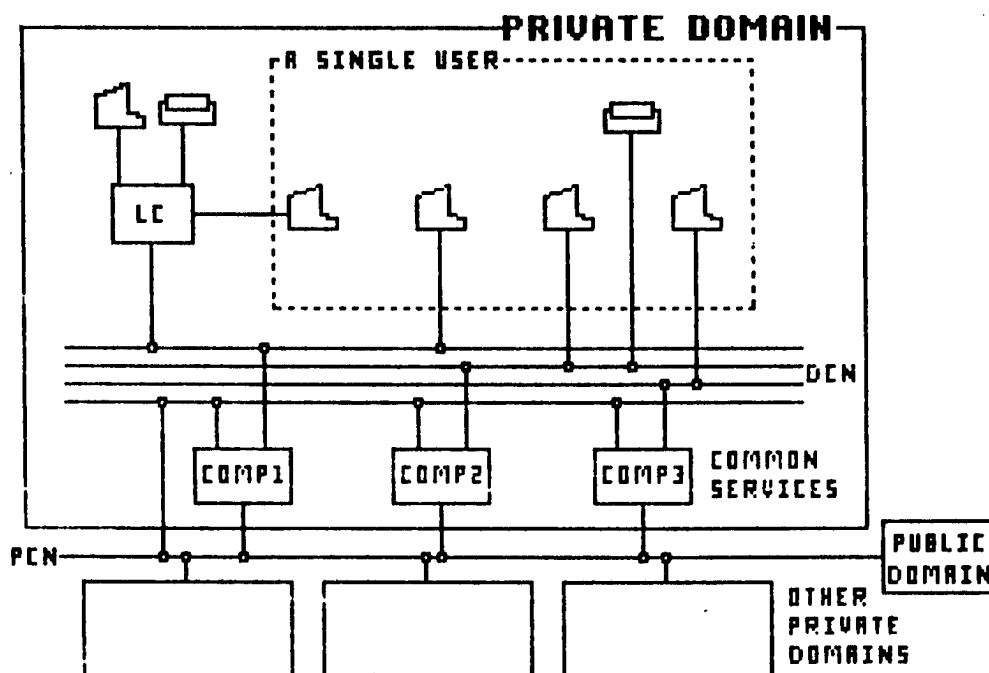 PRIVATE DOMAIN
A SINGLE USER
LC
DCN
COMP1
COMP2
COMP3
COMMON
SERVICES
PCN
PUBLIC
DOMAIN
OTHER
PRIVATE
DOMAINS